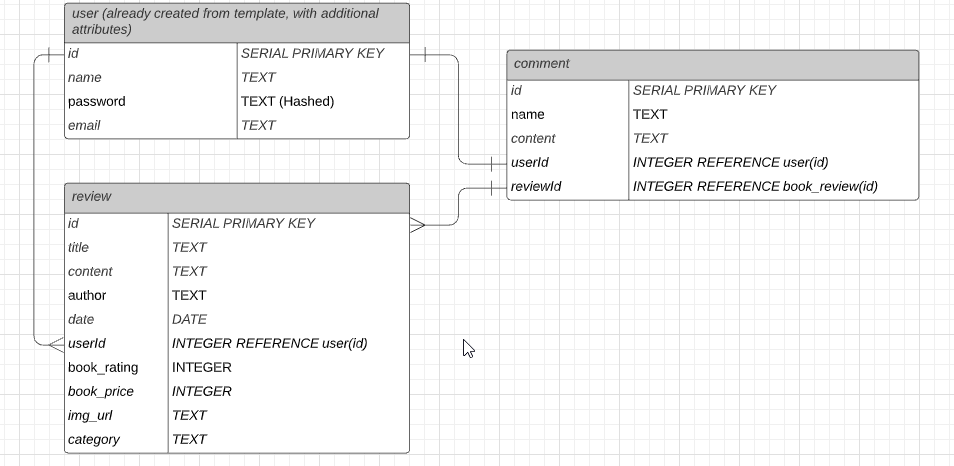 user (already created from template, with additional
attributes)
id SERIAL PRIMARY KEY
name TEXT
password TEXT (Hashed)
email TEXT
comment
id SERIAL PRIMARY KEY
name TEXT
content TEXT
userId INTEGER REFERENCE user(id)
reviewId INTEGER REFERENCE book_review(id)
review
id SERIAL PRIMARY KEY
title TEXT
content TEXT
author TEXT
date DATE
userId INTEGER REFERENCE user(id)
book_rating INTEGER
book_price INTEGER
img_url TEXT
category TEXT